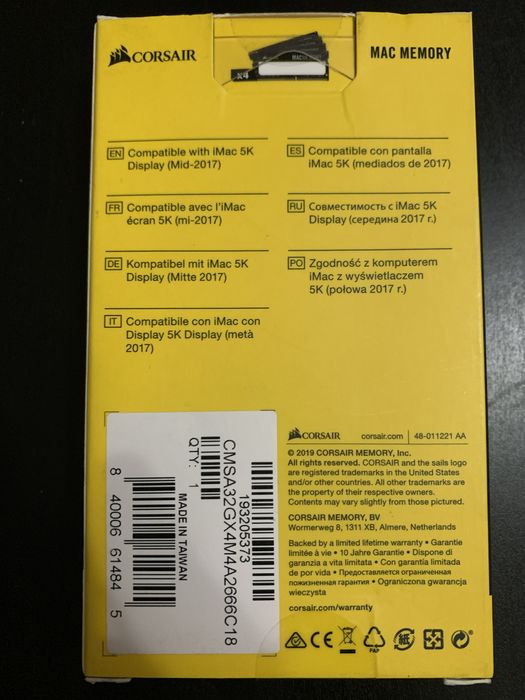 CORSAIR
MAC MEMORY
x4
EN Compatible with iMac 5K
Display (Mid-2017)
FR Compatible avec l'iMac
écran 5K (mi-2017)
DE Kompatibel mit iMac 5K
Display (Mitte 2017)
IT Compatibile con iMac con
Display 5K Display (metà
2017)
ES Compatible con pantalla
iMac 5K (mediados de 2017)
RU Совместимость с iMac 5K
Display (середина 2017 г.)
PO Zgodność z komputerem
iMac z wyświetlaczem
5K (połowa 2017 r.)
193205373
CMSA32GX4M4A2666C18
QTY: 1
MADE IN TAIWAN
8 40006 61484 5
CORSAIR corsair.com 48-011221 AA
© 2019 CORSAIR MEMORY, Inc.
All rights reserved. CORSAIR and the sails logo
are registered trademarks in the United States
and/or other countries. All other trademarks are
the property of their respective owners.
Contents may vary slightly from those pictured.
CORSAIR MEMORY, BV
Wormerweg 8, 1311 XB, Almere, Netherlands
Backed by a limited lifetime warranty • Garantie
limitée à vie • 10 Jahre Garantie • Dispone di
garanzia a vita limitata • Con garantía limitada
de por vida • Предоставляется ограниченная
пожизненная гарантия • Ograniczona gwarancja
wieczysta
corsair.com/warranty
CE
PAP
紙